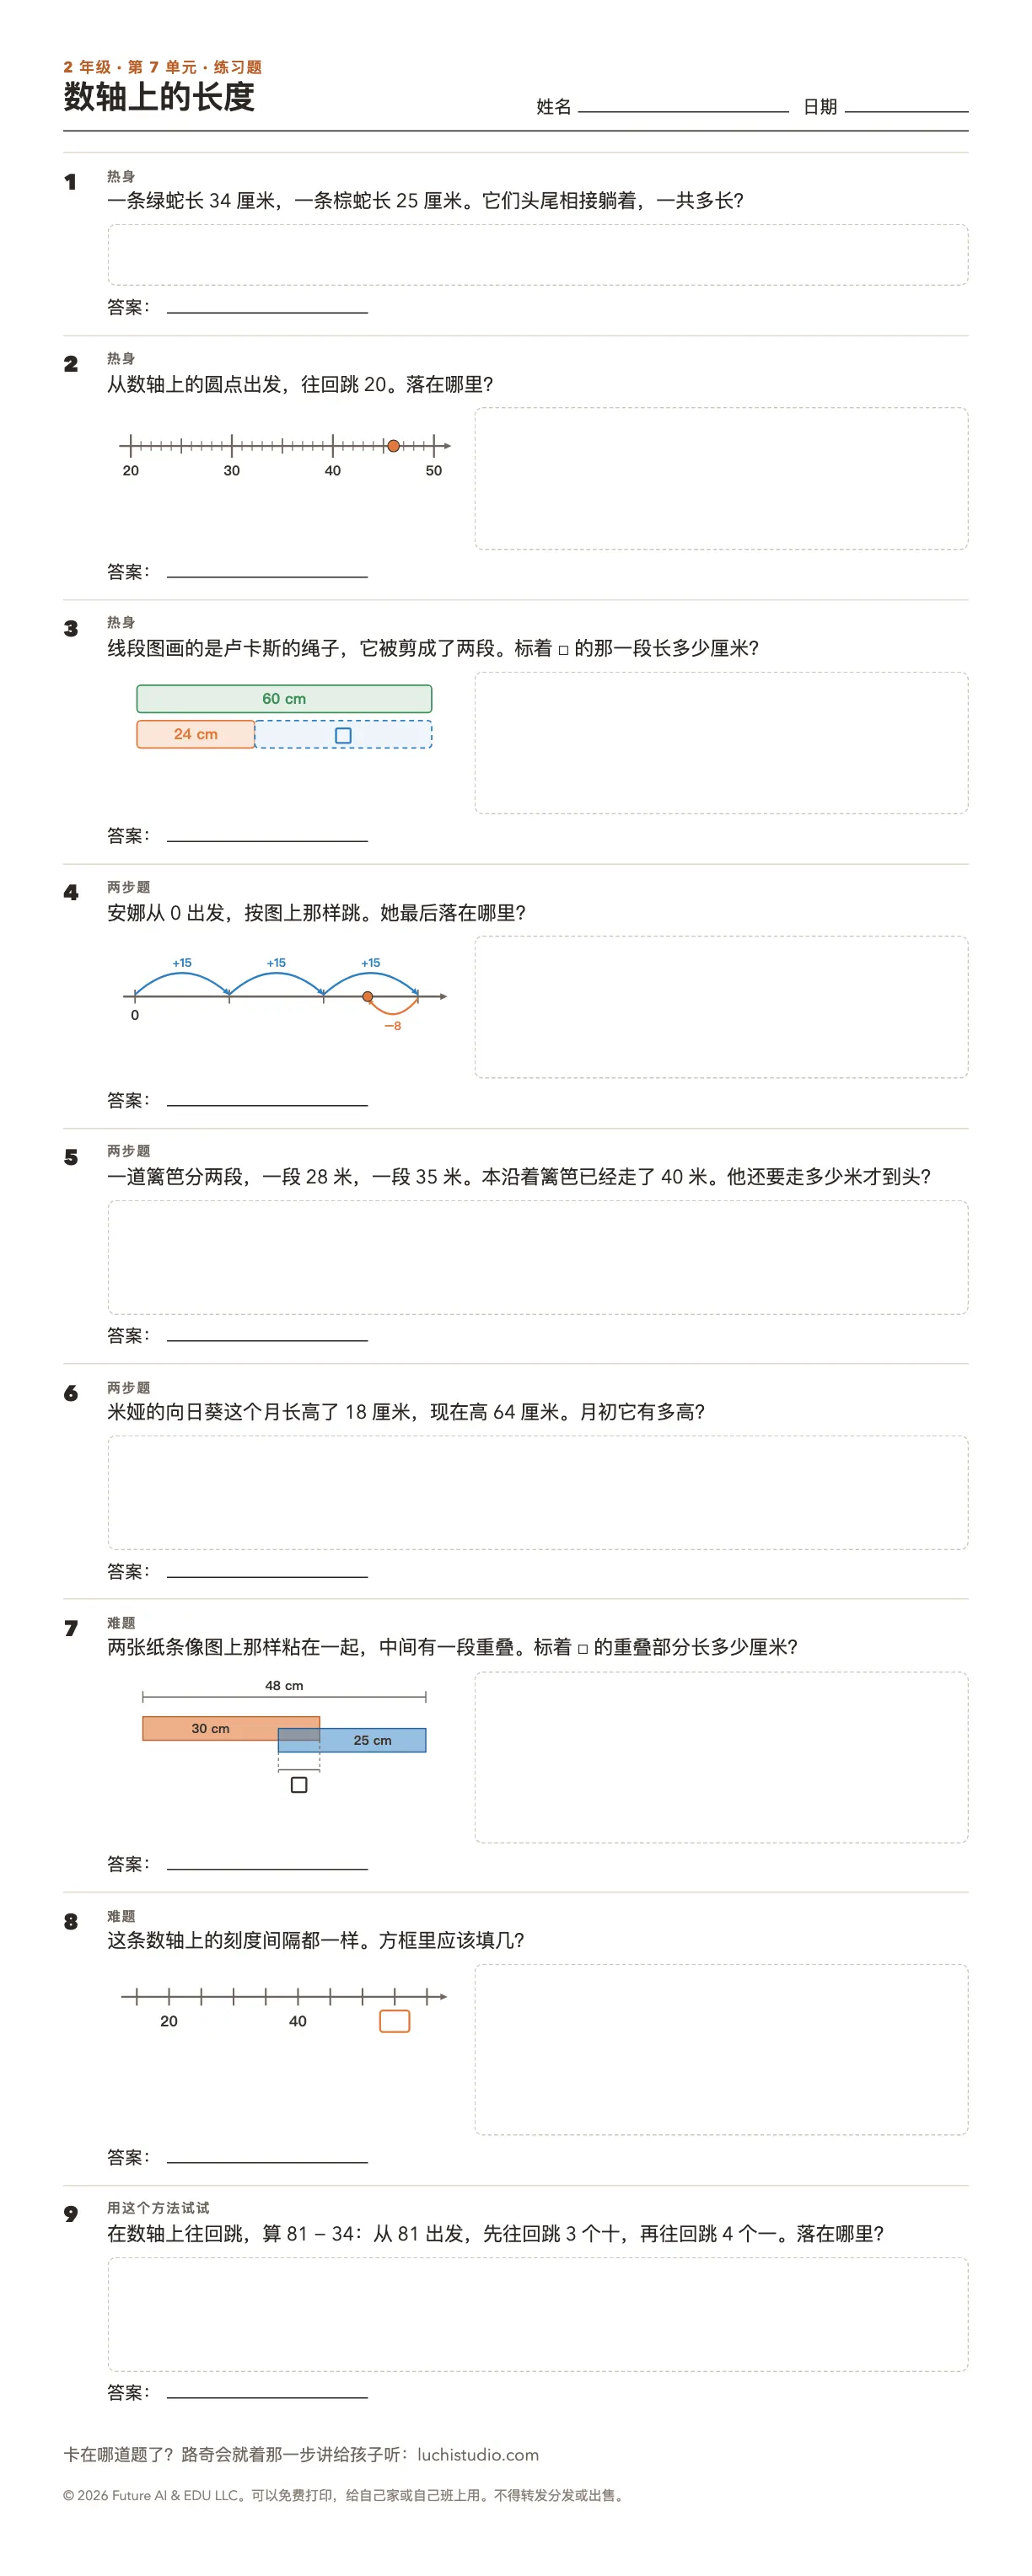 2 年级 · 第 7 单元 · 练习题
数轴上的长度
姓名
日期
1
热身
一条绿蛇长 34 厘米，一条棕蛇长 25 厘米。它们头尾相接躺着，一共多长？
答案：
2
热身
从数轴上的圆点出发，往回跳 20。落在哪里？
20 30 40 50
答案：
3
热身
线段图画的是卢卡斯的绳子，它被剪成了两段。标着 □ 的那一段长多少厘米？
60 cm
24 cm
答案：
4
两步题
安娜从 0 出发，按图上那样跳。她最后落在哪里？
+15 +15 +15
0
−8
答案：
5
两步题
一道篱笆分两段，一段 28 米，一段 35 米。本沿着篱笆已经走了 40 米。他还要走多少米才到头？
答案：
6
两步题
米娅的向日葵这个月长高了 18 厘米，现在高 64 厘米。月初它有多高？
答案：
7
难题
两张纸条像图上那样粘在一起，中间有一段重叠。标着 □ 的重叠部分长多少厘米？
48 cm
30 cm
25 cm
答案：
8
难题
这条数轴上的刻度间隔都一样。方框里应该填几？
20 40
答案：
9
用这个方法试试
在数轴上往回跳，算 81 − 34：从 81 出发，先往回跳 3 个十，再往回跳 4 个一。落在哪里？
答案：
卡在哪道题了？路奇会就着那一步讲给孩子听：luchistudio.com
© 2026 Future AI & EDU LLC。可以免费打印，给自己家或自己班上用。不得转发分发或出售。